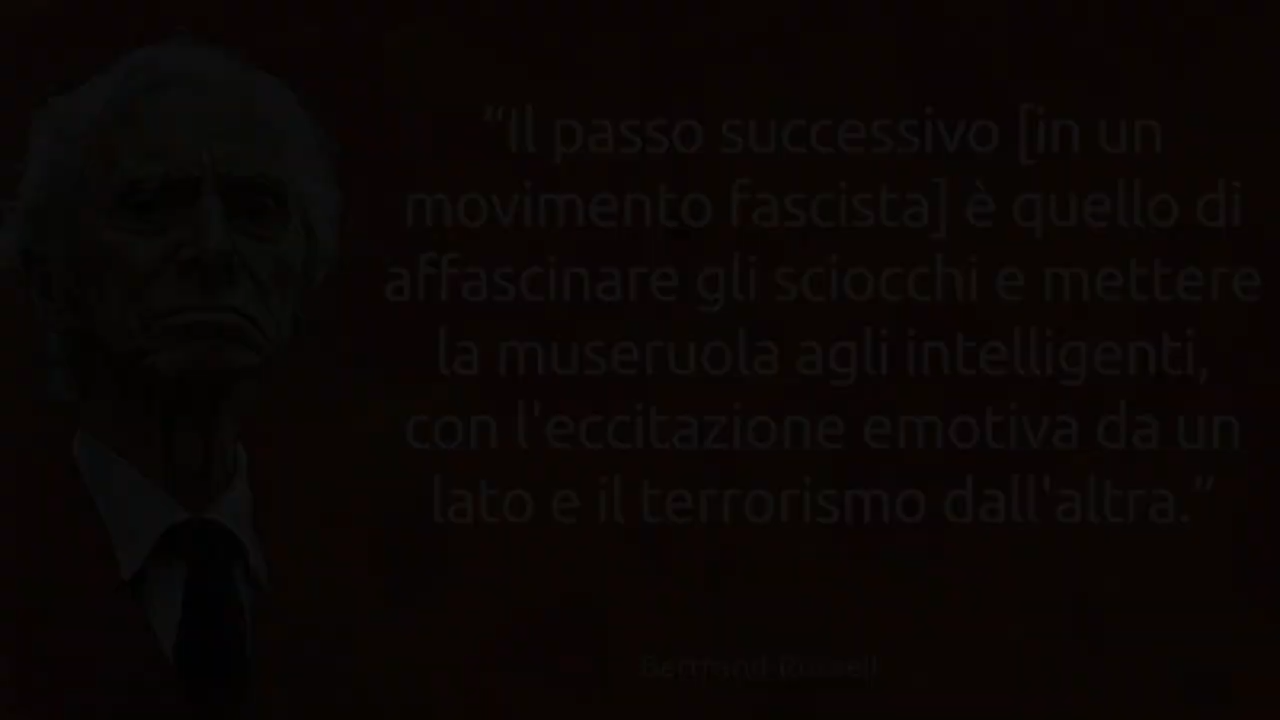 “Il passo successivo [in un
movimento fascista] è quello di
affascinare gli sciocchi e mettere
la museruola agli intelligenti,
con l'eccitazione emotiva da un
lato e il terrorismo dall'altra.”
Bertrand Russell